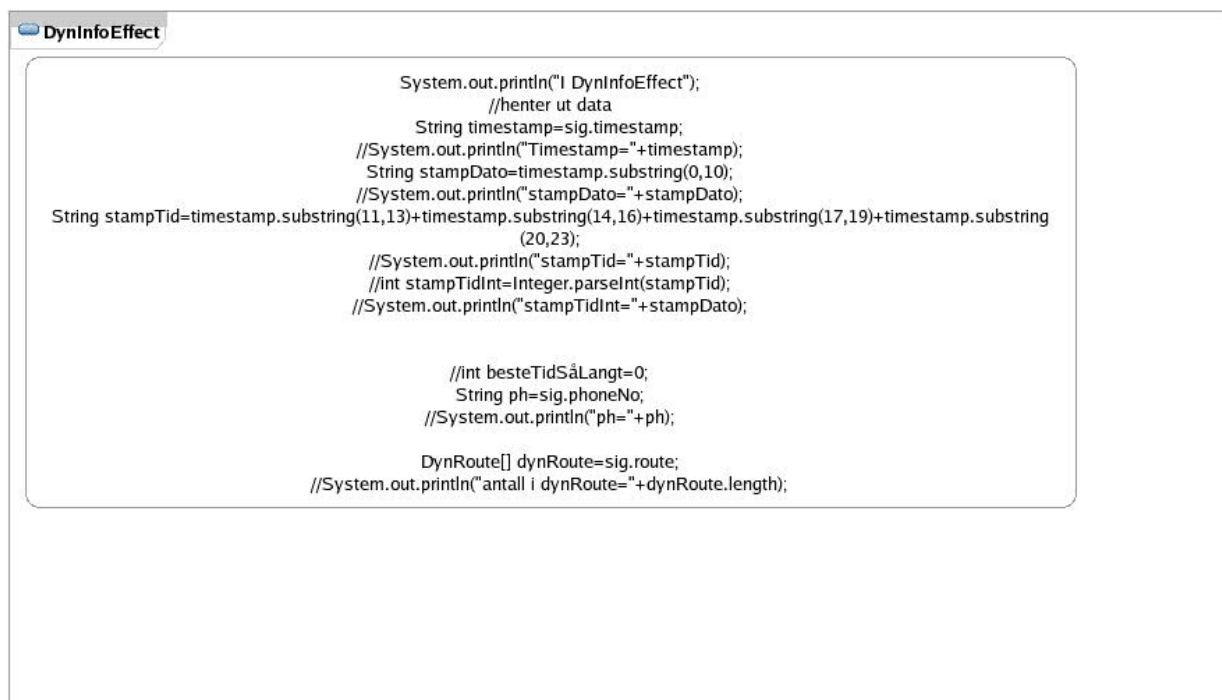 DynInfoEffect
System.out.println("I DynInfoEffect");
//henter ut data
String timestamp=sig.timestamp;
//System.out.println("Timestamp="+timestamp);
String stampDato=timestamp.substring(0,10);
//System.out.println("stampDato="+stampDato);
String stampTid=timestamp.substring(11,13)+timestamp.substring(14,16)+timestamp.substring(17,19)+timestamp.substring
(20,23);
//System.out.println("stampTid="+stampTid);
//int stampTidInt=Integer.parseInt(stampTid);
//System.out.println("stampTidInt="+stampDato);
//int besteTidSåLangt=0;
String ph=sig.phoneNo;
//System.out.println("ph="+ph);
DynRoute[] dynRoute=sig.route;
//System.out.println("antall i dynRoute="+dynRoute.length);